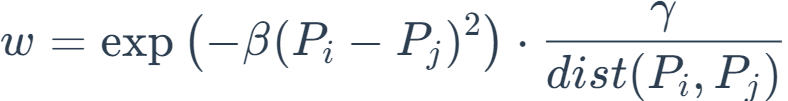 w = exp (−β(P_i − P_j)^2) · γ / dist(P_i, P_j)